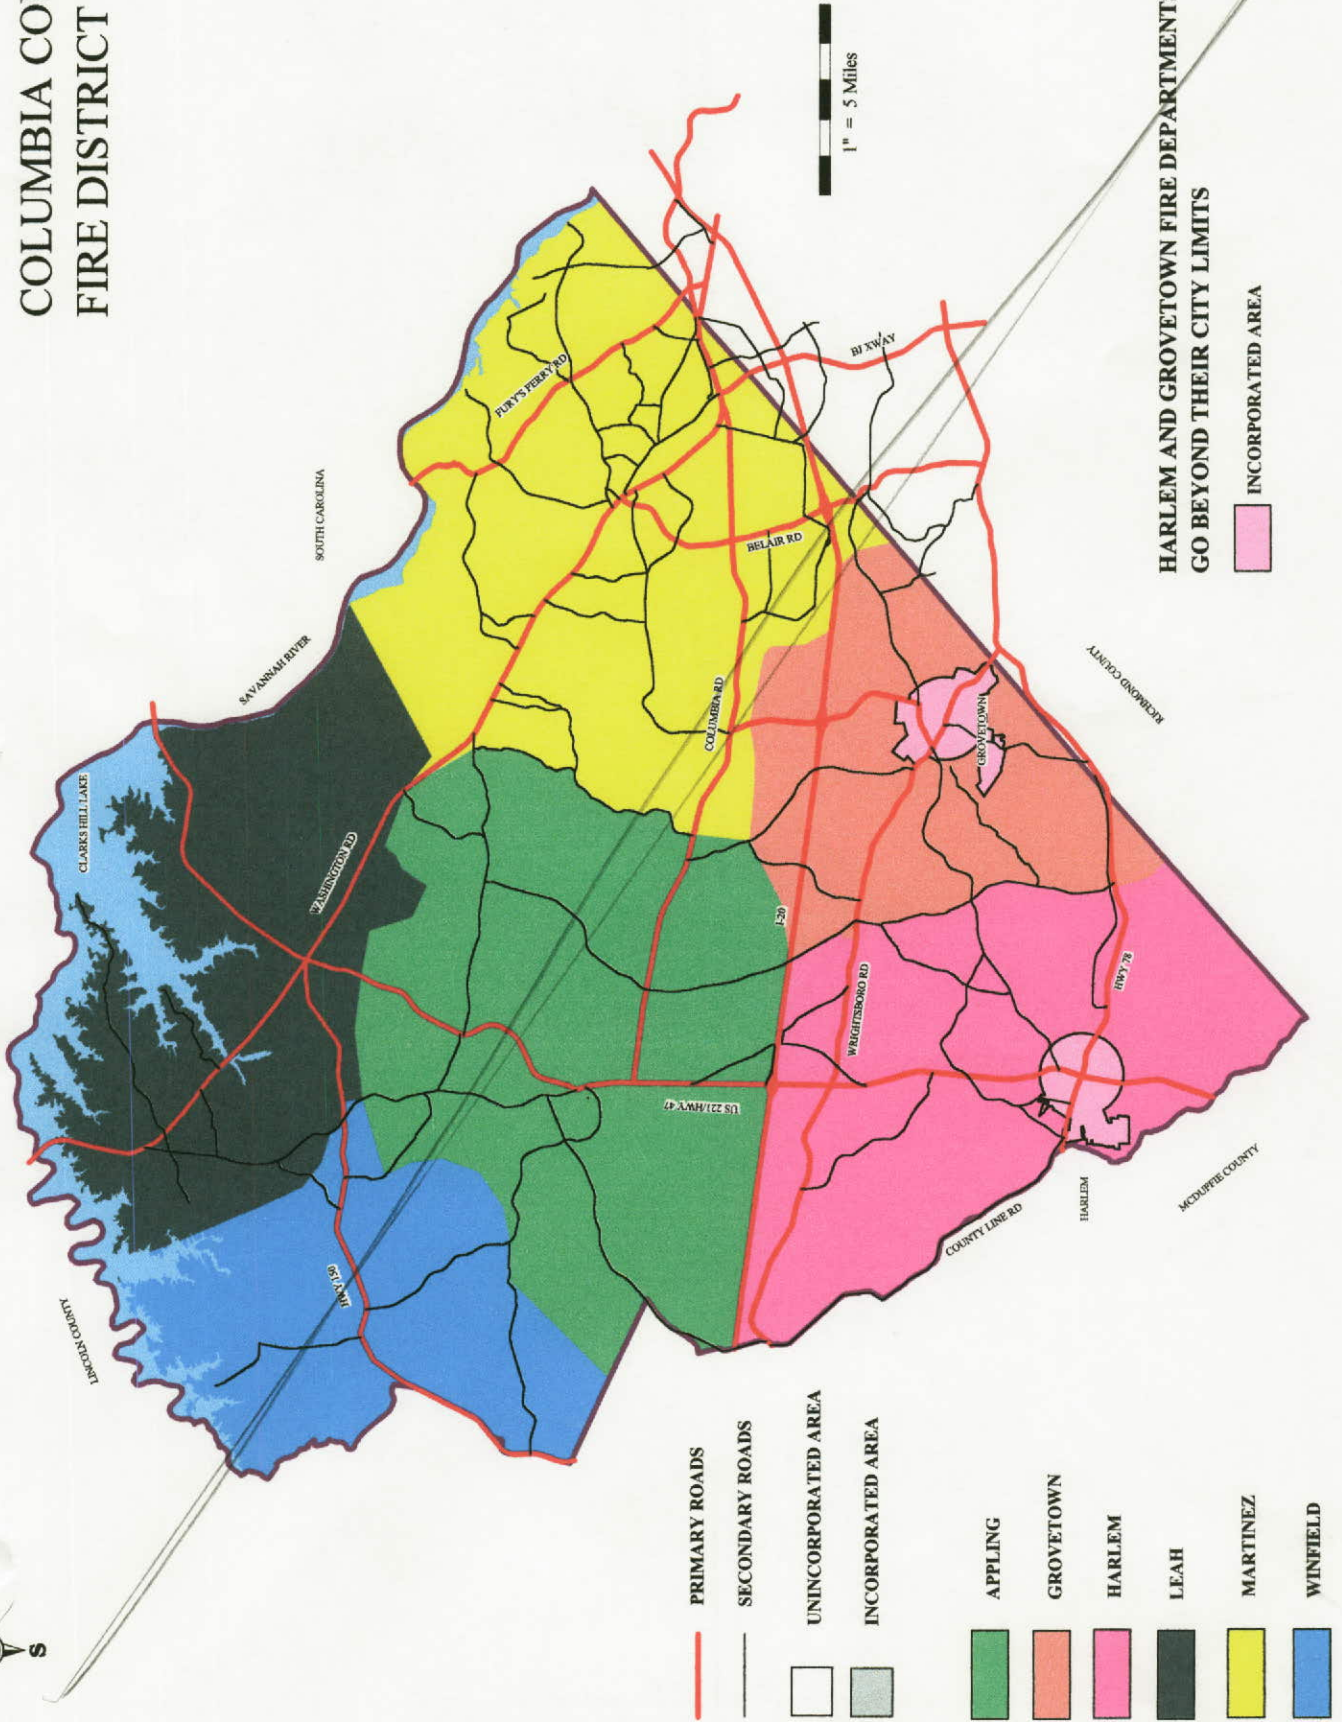 COLUMBIA CO
FIRE DISTRICT
S
1" = 5 Miles
SOUTH CAROLINA
SAVANNAH RIVER
CLARKS HILL LAKE
LINCOLN COUNTY
FURY'S FERRY RD
BJ XWAY
BELAIR RD
COLUMBIA RD
WASHINGTON RD
GROVETOWN
RICHMOND COUNTY
I-20
WRIGHTSBORO RD
HWY 78
US 221/HWY 47
HWY 150
COUNTY LINE RD
HARLEM
MCDUFFIE COUNTY
HARLEM AND GROVETOWN FIRE DEPARTMENT
GO BEYOND THEIR CITY LIMITS
INCORPORATED AREA
PRIMARY ROADS
SECONDARY ROADS
UNINCORPORATED AREA
INCORPORATED AREA
APPLING
GROVETOWN
HARLEM
LEAH
MARTINEZ
WINFIELD